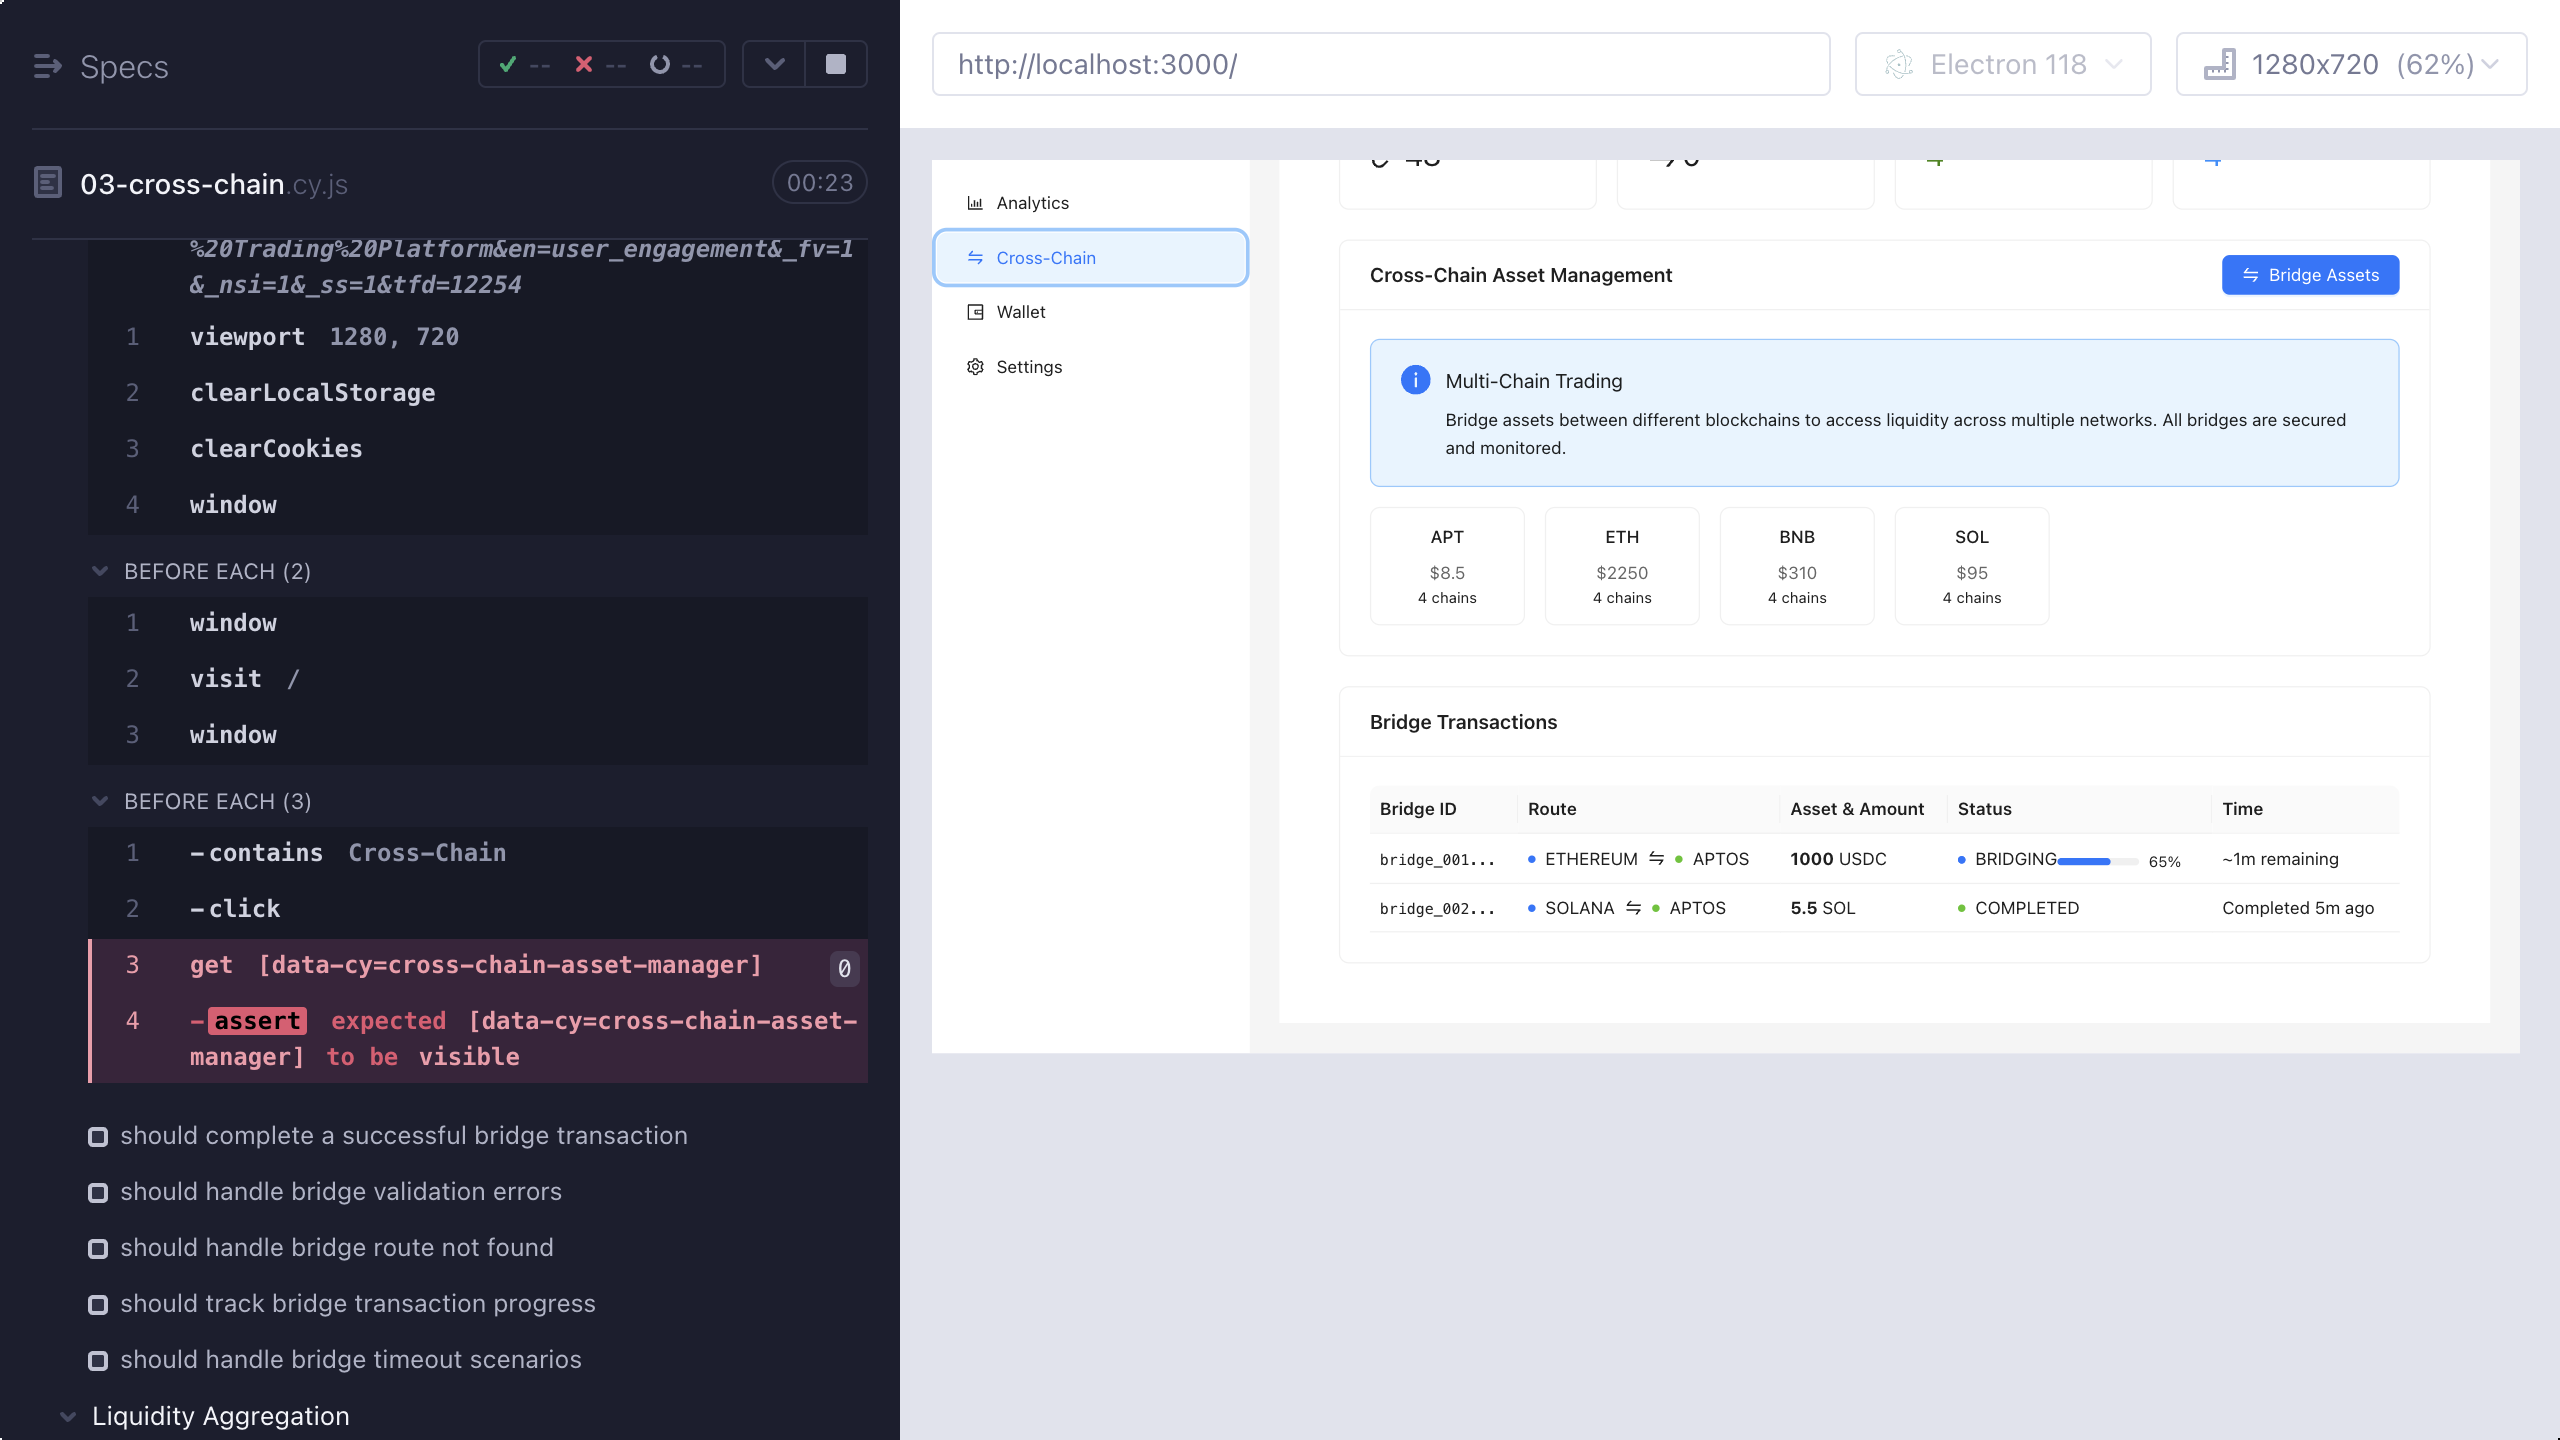 Specs
-- -- --
03-cross-chain.cy.js
00:23
%20Trading%20Platform&en=user_engagement&_fv=1
&_nsi=1&_ss=1&tfd=12254
1 viewport 1280, 720
2 clearLocalStorage
3 clearCookies
4 window
BEFORE EACH (2)
1 window
2 visit /
3 window
BEFORE EACH (3)
1 -contains Cross-Chain
2 -click
3 get [data-cy=cross-chain-asset-manager] 0
4 -assert expected [data-cy=cross-chain-asset-
manager] to be visible
should complete a successful bridge transaction
should handle bridge validation errors
should handle bridge route not found
should track bridge transaction progress
should handle bridge timeout scenarios
Liquidity Aggregation
http://localhost:3000/
Electron 118
1280x720 (62%)
Analytics
Cross-Chain
Wallet
Settings
Cross-Chain Asset Management
Bridge Assets
Multi-Chain Trading
Bridge assets between different blockchains to access liquidity across multiple networks. All bridges are secured
and monitored.
APT ETH BNB SOL
$8.5 $2250 $310 $95
4 chains 4 chains 4 chains 4 chains
Bridge Transactions
Bridge ID Route Asset & Amount Status Time
bridge_001... ETHEREUM APTOS 1000 USDC BRIDGING 65% ~1m remaining
bridge_002... SOLANA APTOS 5.5 SOL COMPLETED Completed 5m ago